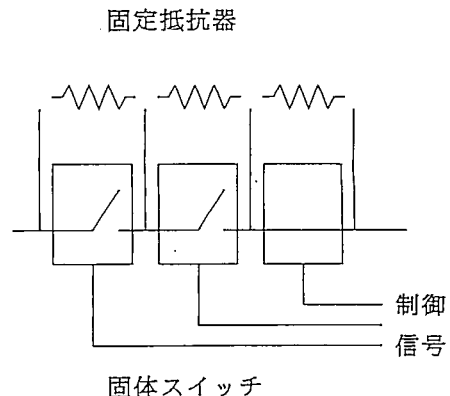 固定抵抗器
制御
信号
固体スイッチ